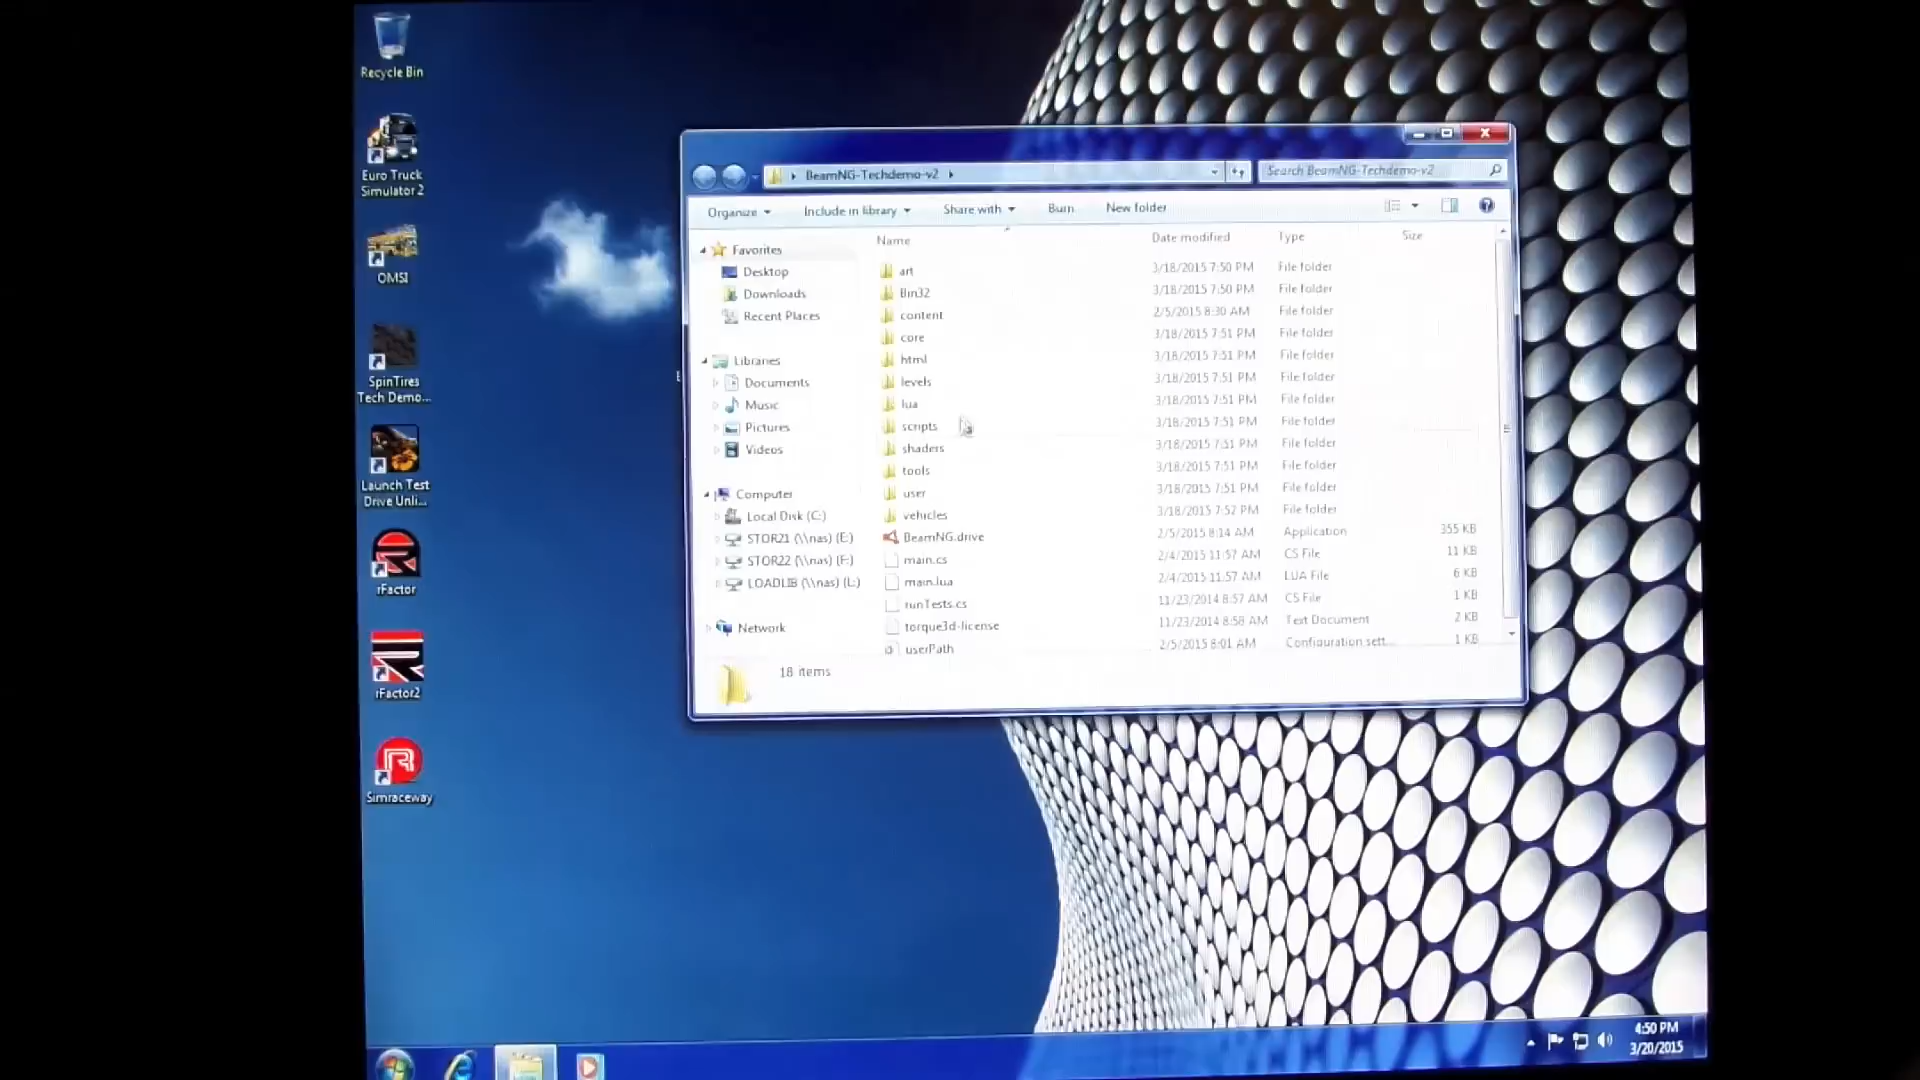 Recycle Bin
Euro Truck
Simulator 2
OMSI
SpinTires
Tech Demo...
Launch Test
Drive Unli...
rFactor
rFactor2
Simraceway
BeamNG-Techdemo-v2
Search BeamNG-Techdemo-v2
Organize
Include in library
Share with
Burn
New folder
Favorites
Desktop
Downloads
Recent Places
Libraries
Documents
Music
Pictures
Videos
Computer
Local Disk (C:)
STOR21 (\\nas) (E:)
STOR22 (\\nas) (F:)
LOADLIB (\\nas) (L:)
Network
Name Date modified Type Size
art 3/18/2015 7:50 PM File folder
Bin32 3/18/2015 7:50 PM File folder
content 2/5/2015 8:30 AM File folder
core 3/18/2015 7:51 PM File folder
html 3/18/2015 7:51 PM File folder
levels 3/18/2015 7:51 PM File folder
lua 3/18/2015 7:51 PM File folder
scripts 3/18/2015 7:51 PM File folder
shaders 3/18/2015 7:51 PM File folder
tools 3/18/2015 7:51 PM File folder
user 3/18/2015 7:51 PM File folder
vehicles 3/18/2015 7:52 PM File folder
BeamNG.drive 2/5/2015 8:14 AM Application 355 KB
main.cs 2/4/2015 11:57 AM CS File 11 KB
main.lua 2/4/2015 11:57 AM LUA File 6 KB
runTests.cs 11/23/2014 8:57 AM CS File 1 KB
torque3d-license 11/23/2014 8:58 AM Text Document 2 KB
userPath 2/5/2015 8:01 AM Configuration sett... 1 KB
18 items
4:50 PM
3/20/2015